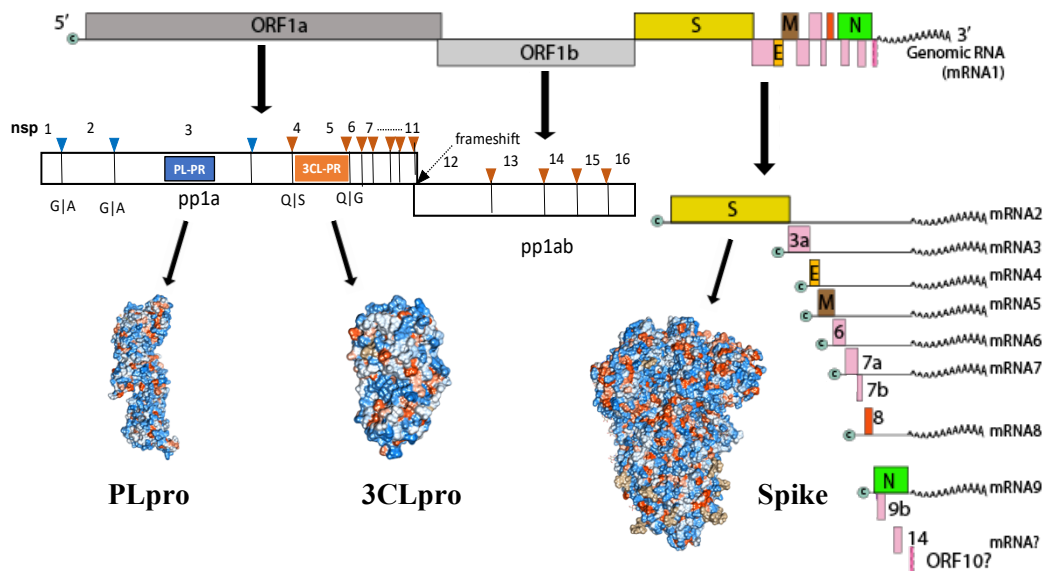 5′ c ORF1a ORF1b S E M N 3′
Genomic RNA
(mRNA1)
nsp 1 2 3 4 5 6 7 ......... 11
frameshift
12 13 14 15 16
PL-PR 3CL-PR
G|A G|A Q|S Q|G
pp1a
pp1ab
c S mRNA2
c 3a mRNA3
c E mRNA4
c M mRNA5
c 6 mRNA6
c 7a mRNA7
7b
c 8 mRNA8
c N mRNA9
9b
14 mRNA?
ORF10?
PLpro 3CLpro Spike